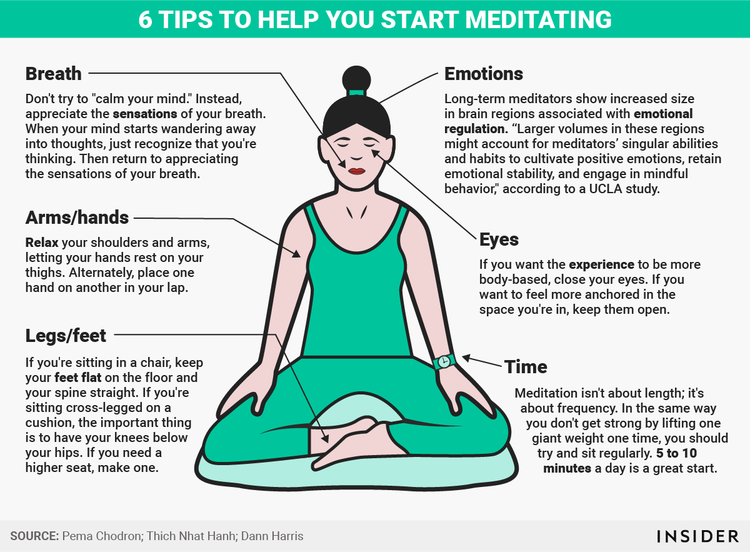 6 TIPS TO HELP YOU START MEDITATING
Breath
Don't try to "calm your mind." Instead,
appreciate the sensations of your breath.
When your mind starts wandering away
into thoughts, just recognize that you're
thinking. Then return to appreciating
the sensations of your breath.
Arms/hands
Relax your shoulders and arms,
letting your hands rest on your
thighs. Alternately, place one
hand on another in your lap.
Legs/feet
If you're sitting in a chair, keep
your feet flat on the floor and
your spine straight. If you're
sitting cross-legged on a
cushion, the important thing
is to have your knees below
your hips. If you need a
higher seat, make one.
Emotions
Long-term meditators show increased size
in brain regions associated with emotional
regulation. “Larger volumes in these regions
might account for meditators’ singular abilities
and habits to cultivate positive emotions, retain
emotional stability, and engage in mindful
behavior,” according to a UCLA study.
Eyes
If you want the experience to be more
body-based, close your eyes. If you
want to feel more anchored in the
space you're in, keep them open.
Time
Meditation isn't about length; it's
about frequency. In the same way
you don't get strong by lifting one
giant weight one time, you should
try and sit regularly. 5 to 10
minutes a day is a great start.
SOURCE: Pema Chodron; Thich Nhat Hanh; Dann Harris
INSIDER